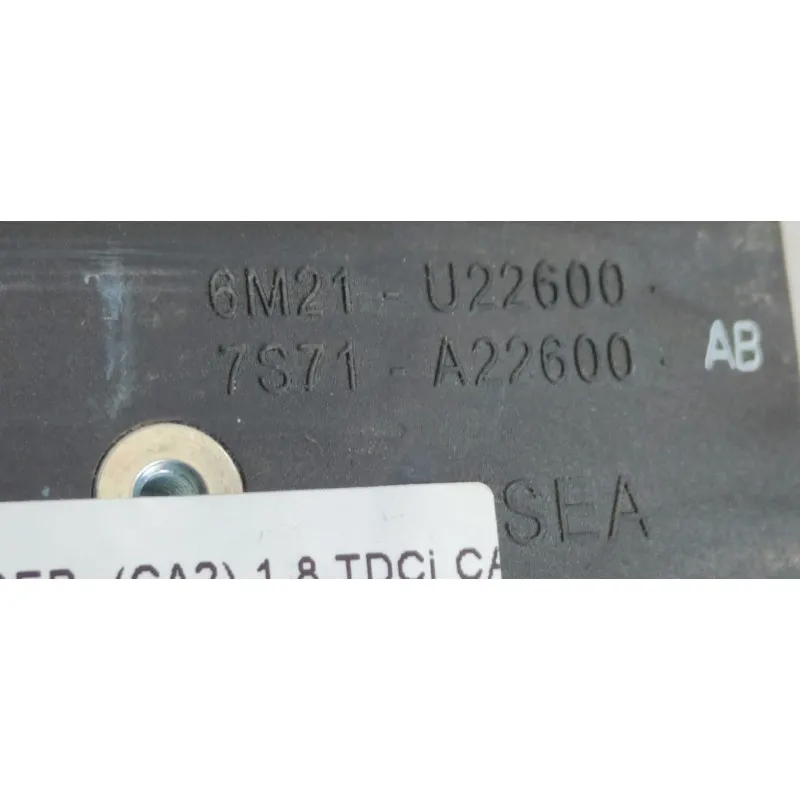 6M21 - U22600
7S71 - A22600 AB
SEA
(CA2) 1.8 TDCi